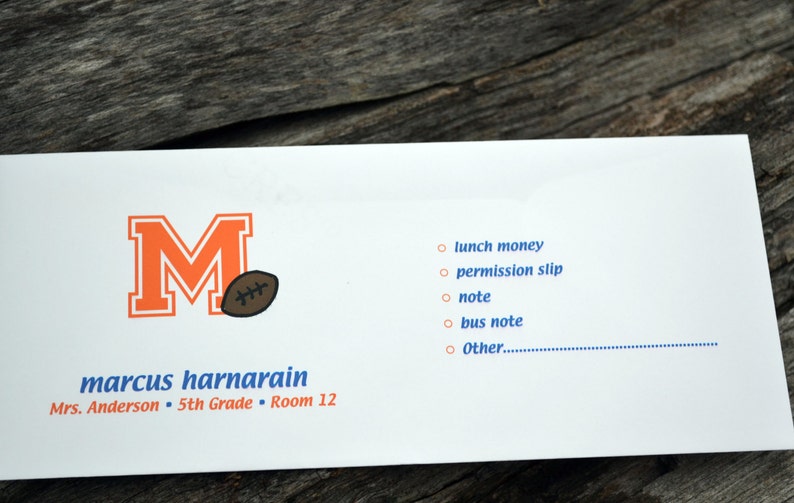 M
marcus harnarain
Mrs. Anderson • 5th Grade • Room 12
lunch money
permission slip
note
bus note
Other......................................................